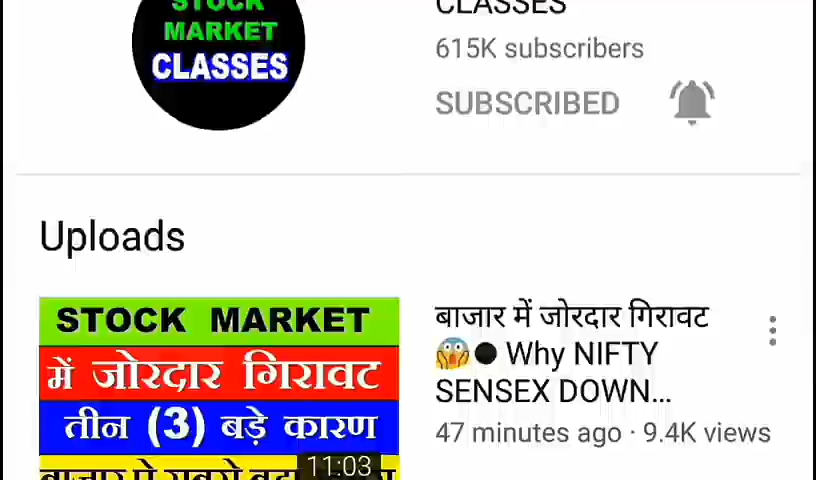 STOCK
MARKET
CLASSES
CLASSES
615K subscribers
SUBSCRIBED
Uploads
STOCK MARKET
में जोरदार गिरावट
तीन (3) बड़े कारण
11:03
बाजार में जोरदार गिरावट
😱● Why NIFTY
SENSEX DOWN...
47 minutes ago · 9.4K views